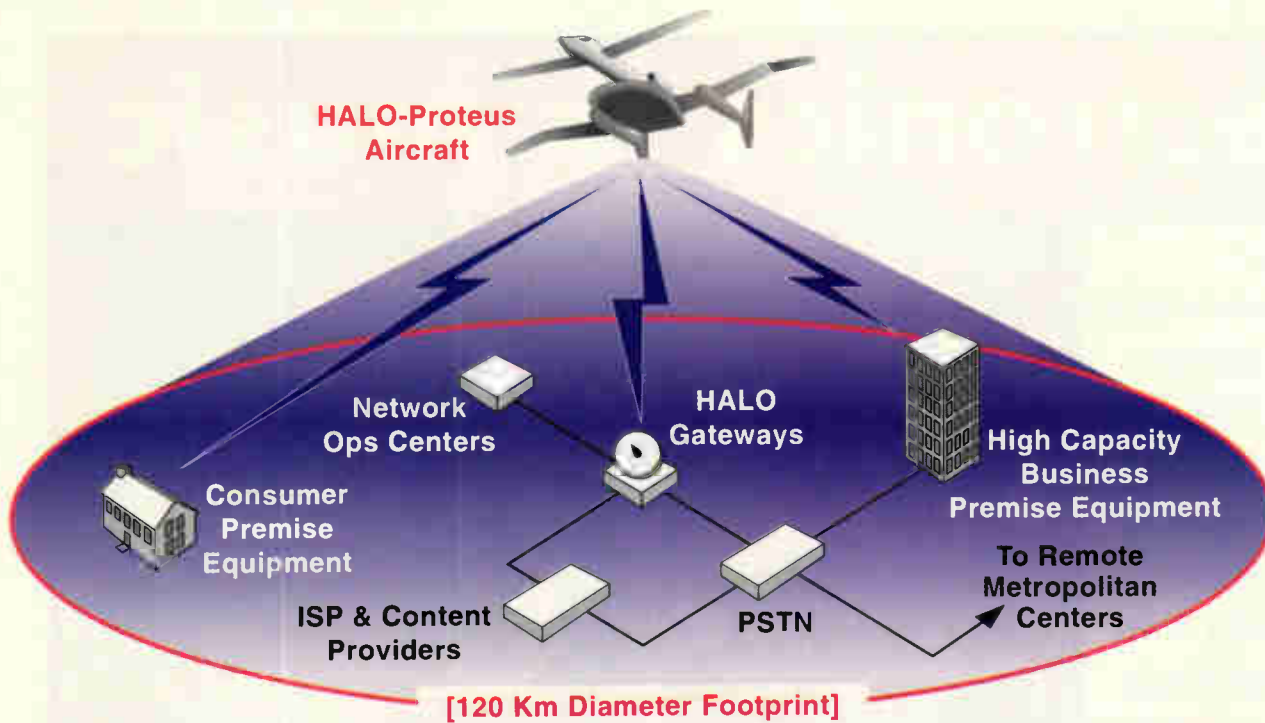 HALO-Proteus
Aircraft
Network
Ops Centers
HALO
Gateways
High Capacity
Business
Premise Equipment
Consumer
Premise
Equipment
To Remote
Metropolitan
Centers
ISP & Content
Providers
PSTN
[120 Km Diameter Footprint]